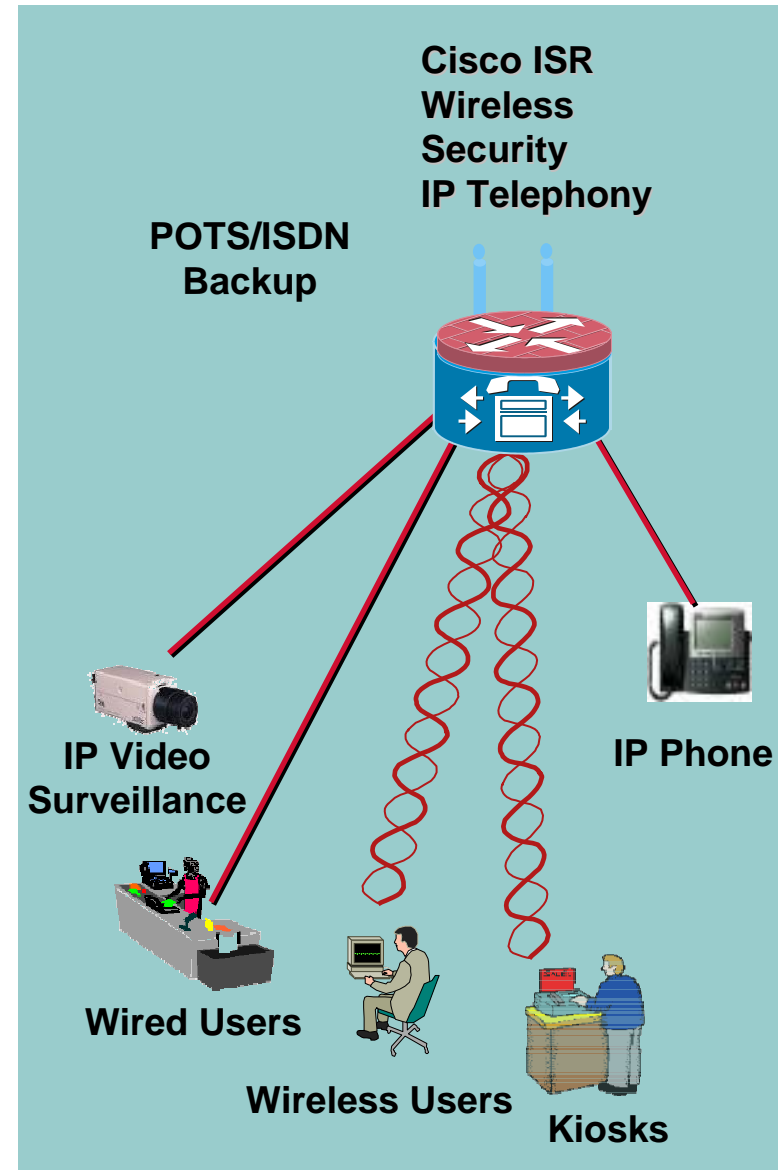 Cisco ISR
Wireless
Security
IP Telephony
POTS/ISDN
Backup
IP Video
Surveillance
IP Phone
Wired Users
Wireless Users
Kiosks